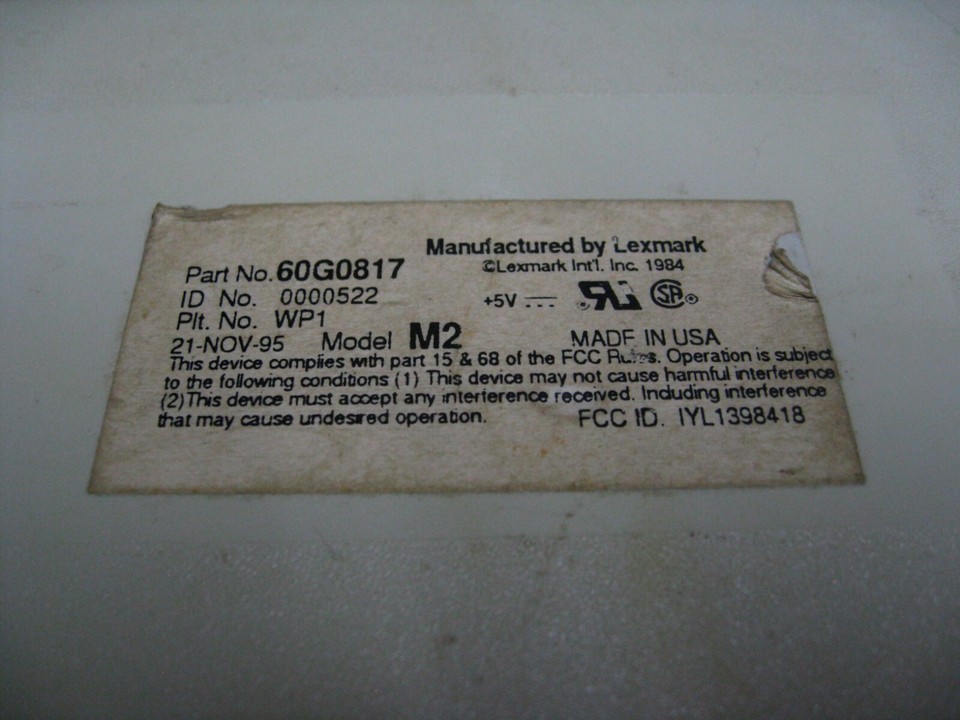 Manufactured by Lexmark
Part No. 60G0817 ©Lexmark Int'l. Inc. 1984
ID No. 0000522 +5V
Plt. No. WP1
21-NOV-95 Model M2 MADE IN USA
This device complies with part 15 & 68 of the FCC Rules. Operation is subject
to the following conditions (1) This device may not cause harmful interference
(2) This device must accept any interference received. Including interference
that may cause undesired operation. FCC ID. IYL1398418